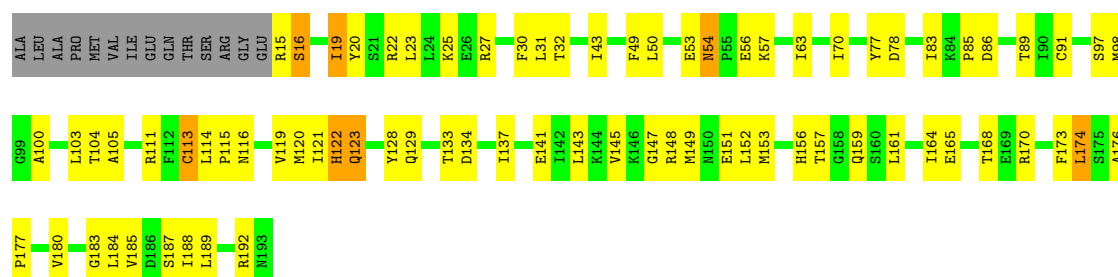 ALA LEU ALA PRO MET VAL ILE GLU GLN THR SER ARG GLY GLU R15 S16 I19 Y20 S21 R22 L23 L24 K25 E26 R27 F30 L31 T32 I43 F49 L50 E53 N54 P55 E56 K57 I63 I70 Y77 D78 I83 K84 P85 D86 T89 I90 C91 S97 M98
G99 A100 L103 T104 A105 R111 F112 C113 L114 P115 N116 V119 M120 I121 H122 Q123 Y128 Q129 T133 D134 I137 E141 I142 L143 K144 V145 K146 G147 R148 M149 N150 E151 L152 M153 H156 T157 G158 Q159 S160 L161 I164 E165 T168 E169 R170 F173 L174 S175 A176
P177 V180 G183 L184 V185 D186 S187 I188 L189 R192 N193